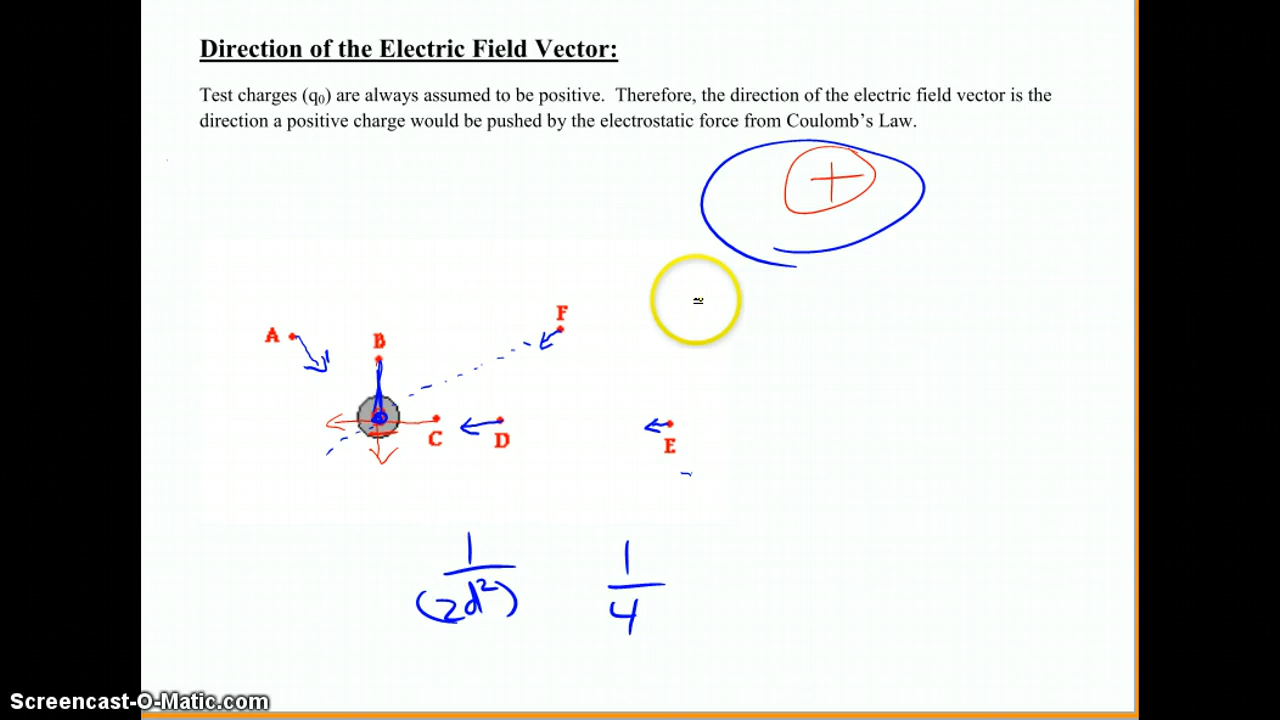 Direction of the Electric Field Vector:
Test charges (q₀) are always assumed to be positive.  Therefore, the direction of the electric field vector is the
direction a positive charge would be pushed by the electrostatic force from Coulomb's Law.
+
F
A
B
C
D
E
1
(2d²)
1
4
Screencast-O-Matic.com